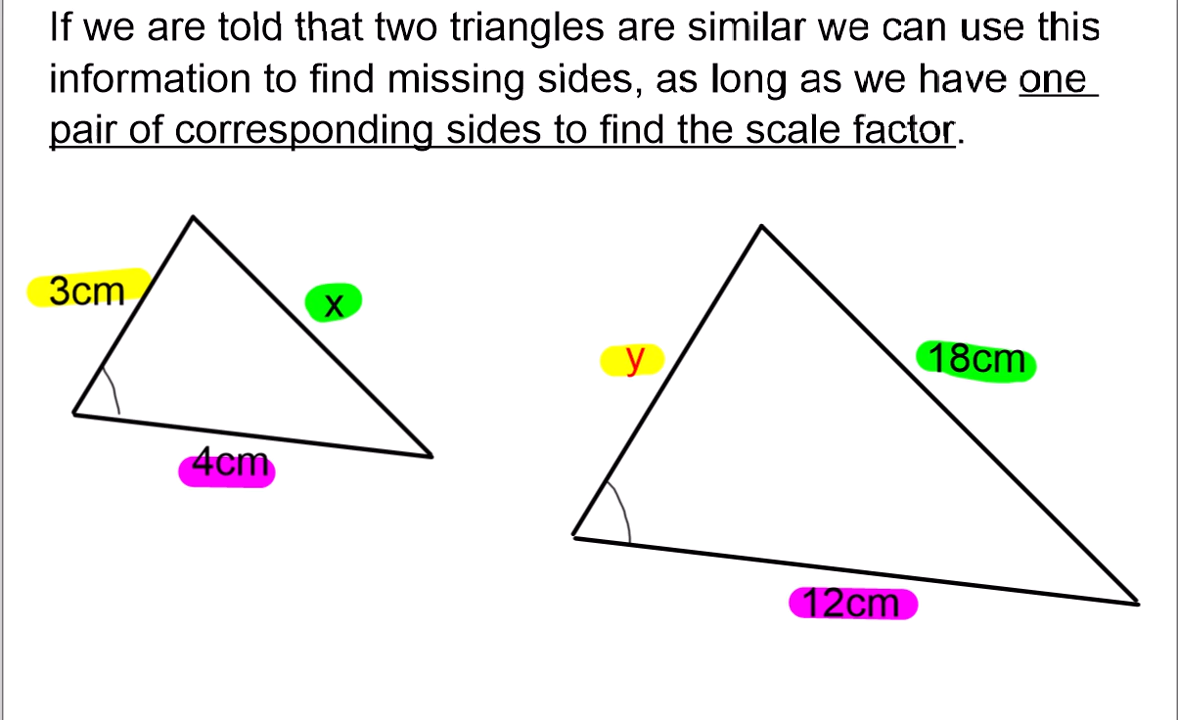 If we are told that two triangles are similar we can use this
information to find missing sides, as long as we have one
pair of corresponding sides to find the scale factor.
3cm
x
y
18cm
4cm
12cm